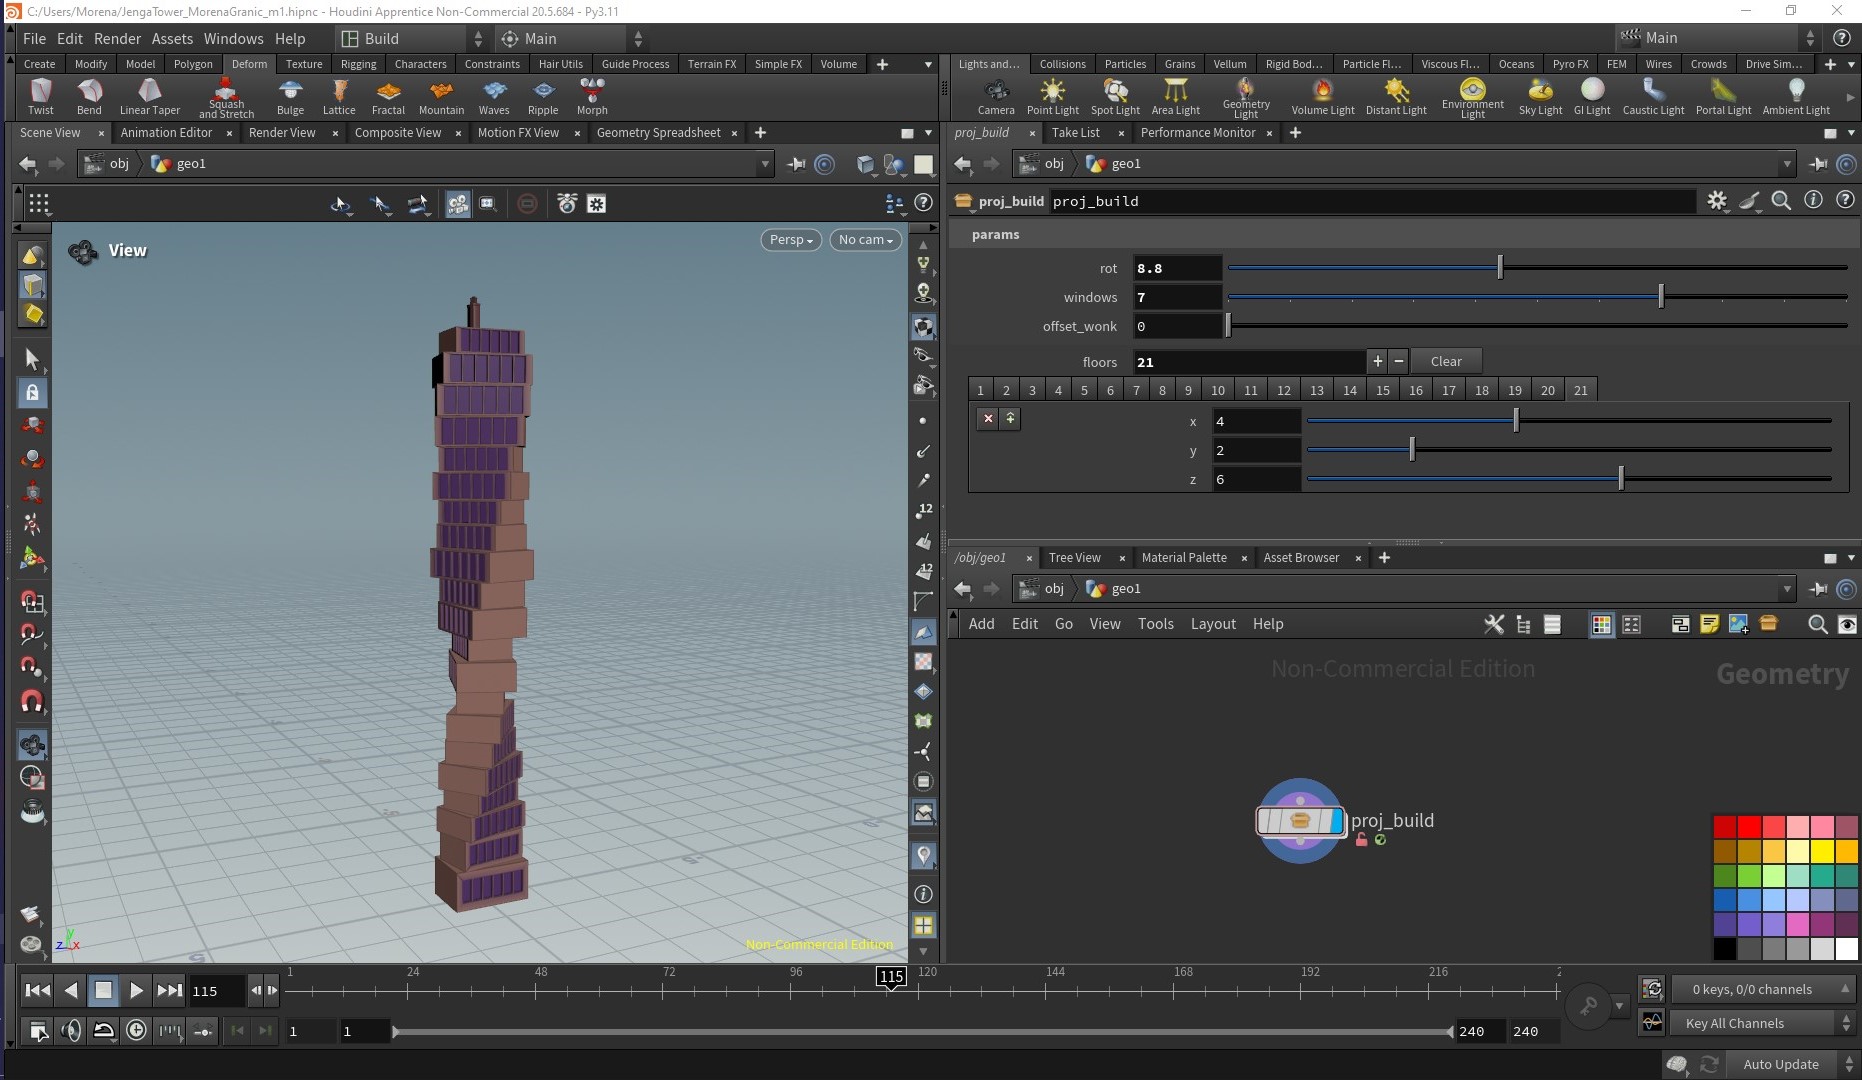 C:/Users/Morena/JengaTower_MorenaGranic_m1.hipnc - Houdini Apprentice Non-Commercial 20.5.684 - Py3.11
File Edit Render Assets Windows Help Build Main Main
Create Modify Model Polygon Deform Texture Rigging Characters Constraints Hair Utils Guide Process Terrain FX Simple FX Volume
Lights and... Collisions Particles Grains Vellum Rigid Bod... Particle Fl... Viscous Fl... Oceans Pyro FX FEM Wires Crowds Drive Sim...
Twist Bend Linear Taper Squash and Stretch Bulge Lattice Fractal Mountain Waves Ripple Morph
Camera Point Light Spot Light Area Light Geometry Light Volume Light Distant Light Environment Light Sky Light GI Light Caustic Light Portal Light Ambient Light
Scene View Animation Editor Render View Composite View Motion FX View Geometry Spreadsheet
proj_build Take List Performance Monitor
obj geo1
obj geo1
proj_build proj_build
View
Persp No cam
params
rot 8.8
windows 7
offset_wonk 0
floors 21 Clear
1 2 3 4 5 6 7 8 9 10 11 12 13 14 15 16 17 18 19 20 21
x 4
y 2
z 6
12
12
/obj/geo1 Tree View Material Palette Asset Browser
obj geo1
Add Edit Go View Tools Layout Help
Non-Commercial Edition
Geometry
proj_build
z y x
Non-Commercial Edition
115
1 24 48 72 96 115 120 144 168 192 216 2
0 keys, 0/0 channels
1 1 240 240
Key All Channels
Auto Update